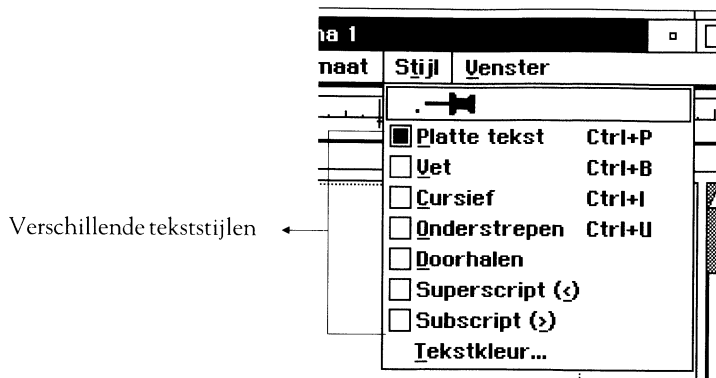 na 1
maat Stijl Venster
Platte tekst Ctrl+P
Vet Ctrl+B
Cursief Ctrl+I
Onderstrepen Ctrl+U
Doorhalen
Superscript (<)
Subscript (>)
Tekstkleur...
Verschillende tekststijlen